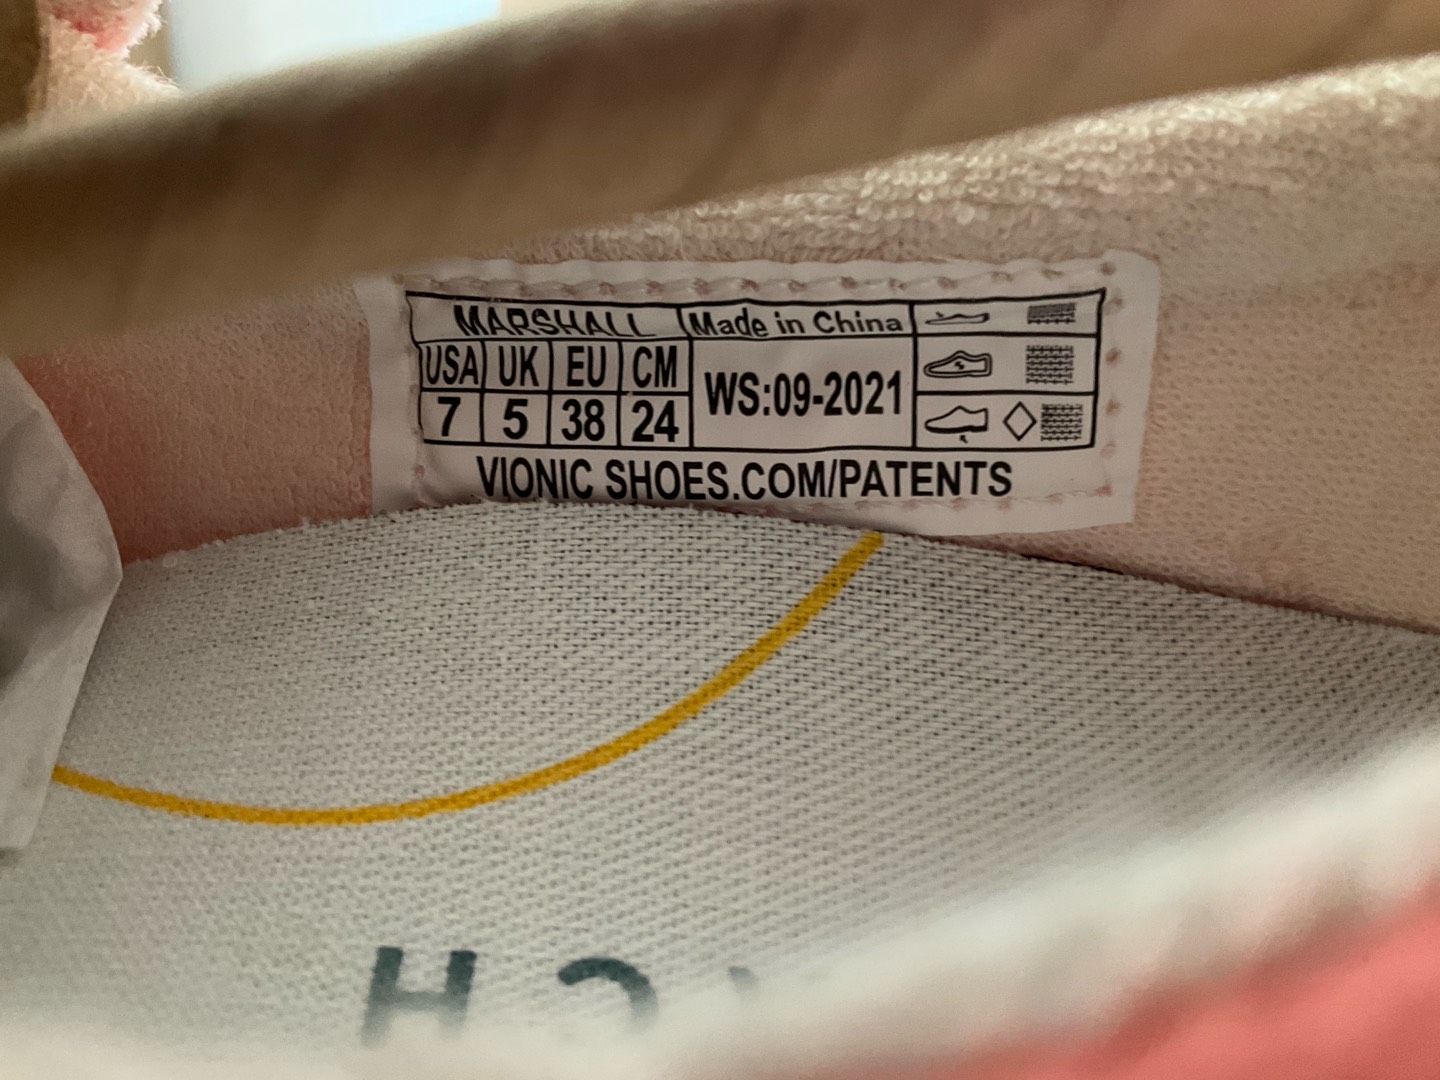 MARSHALL Made in China
USA UK EU CM
WS:09-2021
7 5 38 24
VIONIC SHOES.COM/PATENTS